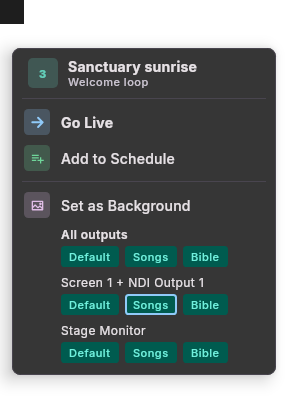 3
Sanctuary sunrise
Welcome loop
Go Live
Add to Schedule
Set as Background
All outputs
Default Songs Bible
Screen 1 + NDI Output 1
Default Songs Bible
Stage Monitor
Default Songs Bible